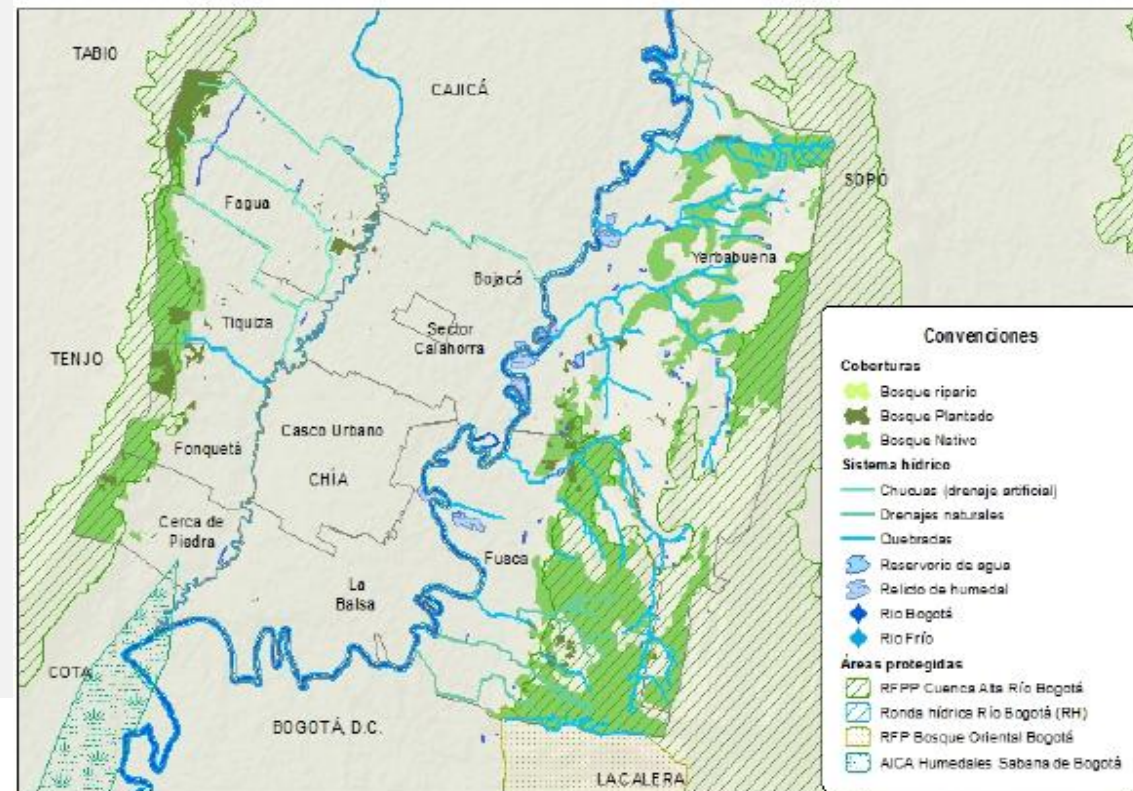 TABIO
CAJICÁ
SOPÓ
Fagua
Yerbabuena
Bojacá
Tiquiza
Sector
Calahorra
TENJO
Casco Urbano
Fonquetá
CHÍA
Cerca de
Piedra
Fusca
La
Balsa
COTA
BOGOTÁ, D.C.
LA CALERA
Convenciones
Coberturas
Bosque ripario
Bosque Plantado
Bosque Nativo
Sistema hídrico
Chucuas (drenaje artificial)
Drenajes naturales
Quebradas
Reservorio de agua
Relicto de humedal
Río Bogotá
Río Frío
Áreas protegidas
RFPP Cuenca Alta Río Bogotá
Ronda hídrica Río Bogotá (RH)
RFP Bosque Oriental Bogotá
AICA Humedales Sabana de Bogotá